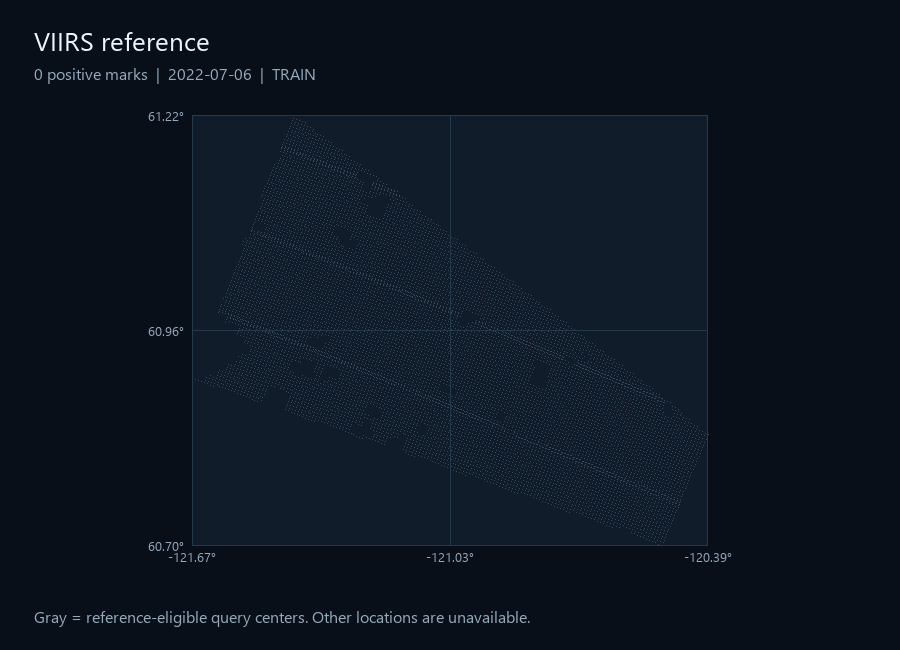 VIIRS reference
0 positive marks | 2022-07-06 | TRAIN
61.22°
60.96°
60.70°
-121.67°
-121.03°
-120.39°
Gray = reference-eligible query centers. Other locations are unavailable.